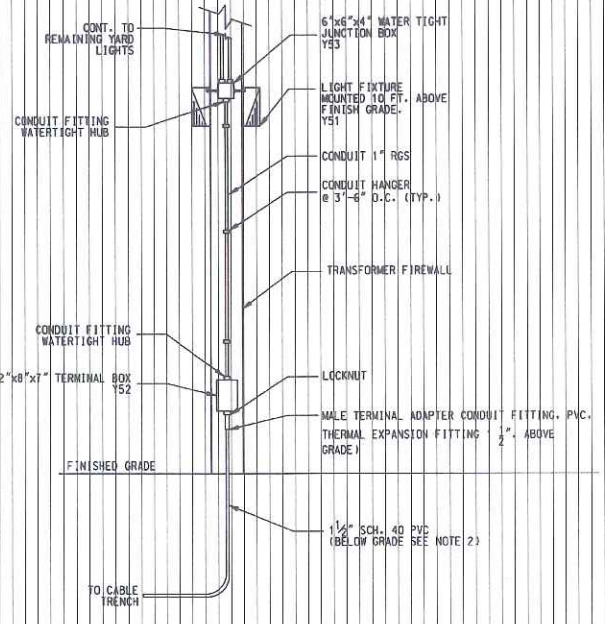 CONT. TO
REMAINING YARD
LIGHTS
6"x6"x4" WATER TIGHT
JUNCTION BOX
Y53
LIGHT FIXTURE
MOUNTED 10 FT. ABOVE
FINISH GRADE.
Y51
CONDUIT FITTING
WATERTIGHT HUB
CONDUIT 1" RGS
CONDUIT HANGER
@ 3'-6" O.C. (TYP.)
TRANSFORMER FIREWALL
CONDUIT FITTING
WATERTIGHT HUB
2"x8"x7" TERMINAL BOX
Y52
LOCKNUT
MALE TERMINAL ADAPTER CONDUIT FITTING, PVC.
THERMAL EXPANSION FITTING 1 1/2". ABOVE
GRADE)
FINISHED GRADE
1 1/2" SCH. 40 PVC
(BELOW GRADE SEE NOTE 2)
TO CABLE
TRENCH